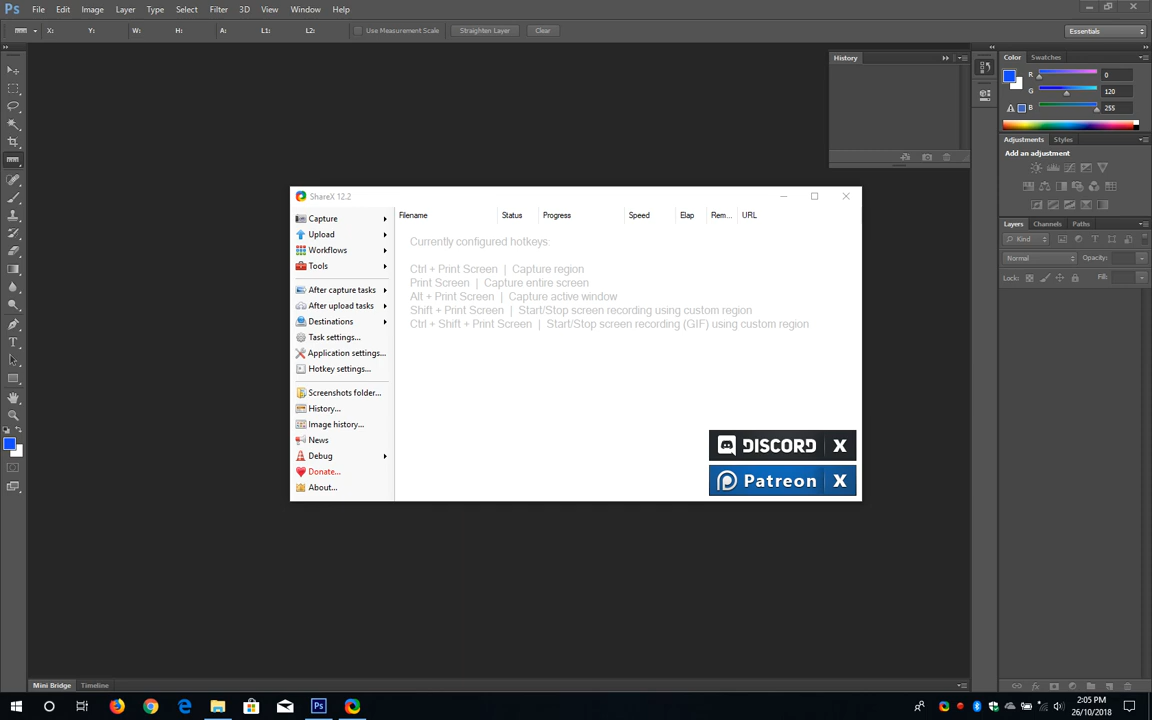 Ps File Edit Image Layer Type Select Filter 3D View Window Help
X: Y: W: H: A: L1: L2: Use Measurement Scale Straighten Layer Clear Essentials
History
Color Swatches
R 0
G 120
B 255
Adjustments Styles
Add an adjustment
Layers Channels Paths
Kind
Normal Opacity:
Lock: Fill:
ShareX 12.2
Capture
Upload
Workflows
Tools
After capture tasks
After upload tasks
Destinations
Task settings...
Application settings...
Hotkey settings...
Screenshots folder...
History...
Image history...
News
Debug
Donate...
About...
Filename Status Progress Speed Elap Rem... URL
Currently configured hotkeys:
Ctrl + Print Screen | Capture region
Print Screen | Capture entire screen
Alt + Print Screen | Capture active window
Shift + Print Screen | Start/Stop screen recording using custom region
Ctrl + Shift + Print Screen | Start/Stop screen recording (GIF) using custom region
DISCORD X
Patreon X
Mini Bridge Timeline
Ps
2:05 PM
26/10/2018